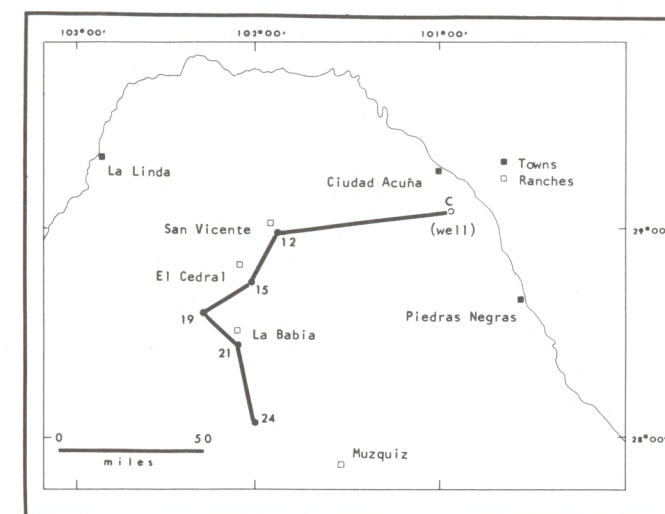 103°00' 102°00' 101°00'
La Linda
Towns
Ciudad Acuña
Ranches
C
San Vicente
(well)
29°00'
12
El Cedral
15
19
Piedras Negras
La Babia
21
24
0 50
miles
28°00'
Muzquiz